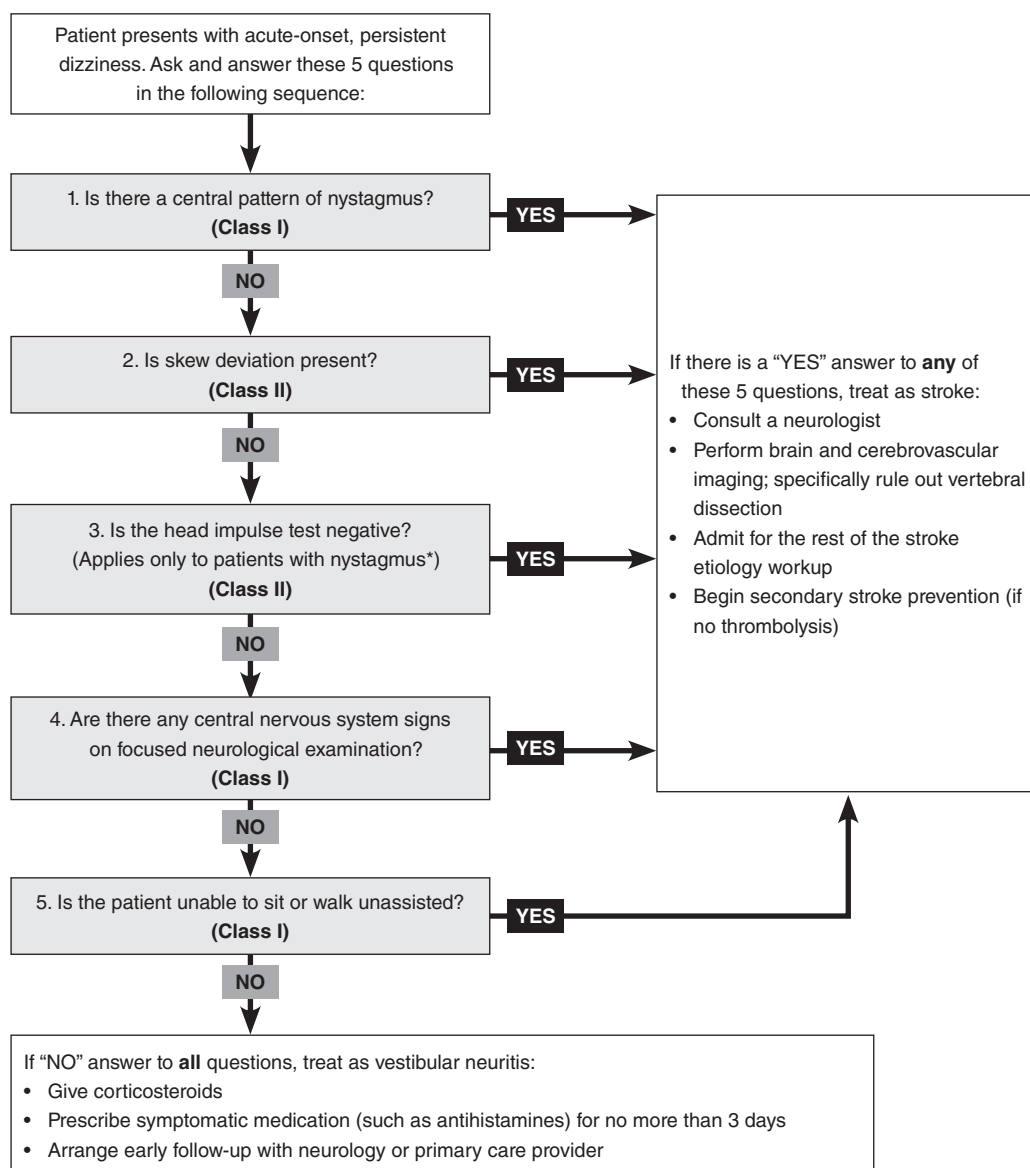 Patient presents with acute-onset, persistent
dizziness. Ask and answer these 5 questions
in the following sequence:
1. Is there a central pattern of nystagmus?
(Class I)
YES
NO
2. Is skew deviation present?
(Class II)
YES
NO
3. Is the head impulse test negative?
(Applies only to patients with nystagmus*)
(Class II)
YES
NO
4. Are there any central nervous system signs
on focused neurological examination?
(Class I)
YES
NO
5. Is the patient unable to sit or walk unassisted?
(Class I)
YES
NO
If there is a “YES” answer to any of
these 5 questions, treat as stroke:
• Consult a neurologist
• Perform brain and cerebrovascular
imaging; specifically rule out vertebral
dissection
• Admit for the rest of the stroke
etiology workup
• Begin secondary stroke prevention (if
no thrombolysis)
If “NO” answer to all questions, treat as vestibular neuritis:
• Give corticosteroids
• Prescribe symptomatic medication (such as antihistamines) for no more than 3 days
• Arrange early follow-up with neurology or primary care provider